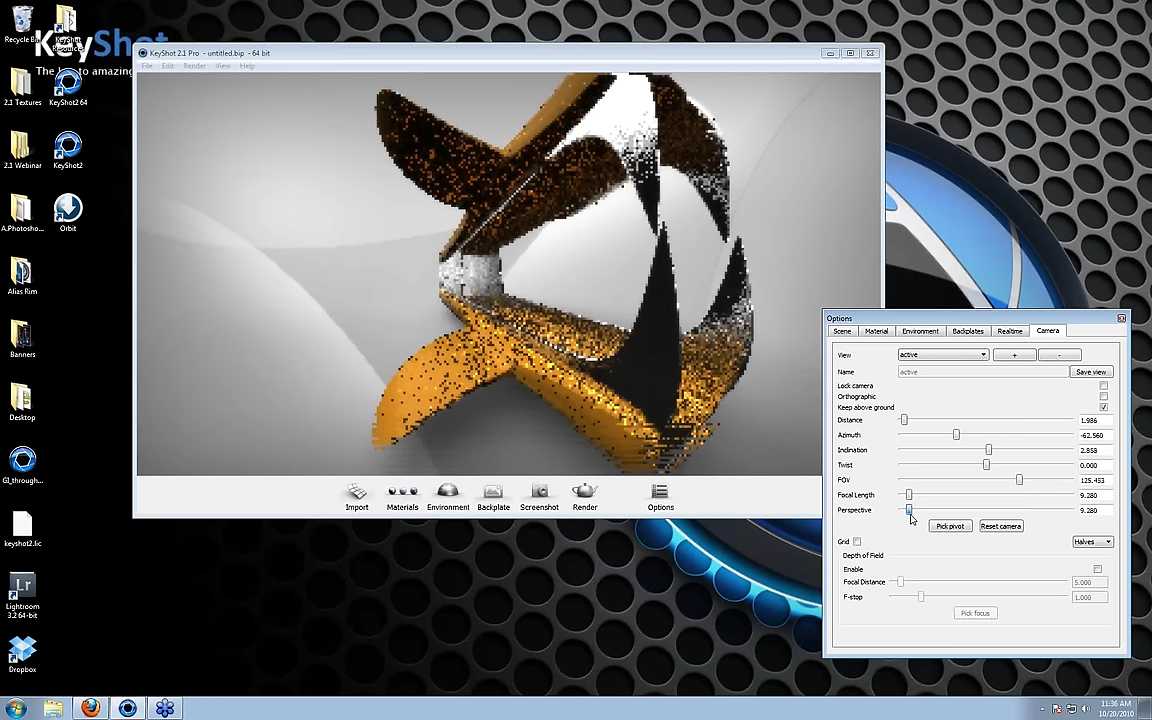 Recycle Bin
KeyShot Resources
KeyShot
The key to amazing
2.1 Textures
KeyShot2 64
2.1 Webinar
KeyShot2
A.Photosho...
Orbit
Alias Rim
Banners
Desktop
GI_through...
keyshot2.lic
Lightroom 3.2 64-bit
Dropbox
KeyShot 2.1 Pro - untitled.bip - 64 bit
File Edit Render View Help
Import Materials Environment Backplate Screenshot Render Options
Options
Scene Material Environment Backplates Realtime Camera
View active + -
Name active Save view
Lock camera
Orthographic
Keep above ground
Distance 1.986
Azimuth -62.560
Inclination 2.858
Twist 0.000
FOV 125.433
Focal Length 9.280
Perspective 9.280
Pick pivot Reset camera
Grid Halves
Depth of Field
Enable
Focal Distance 5.000
F-stop 1.000
Pick focus
Lr
11:36 AM
10/20/2010